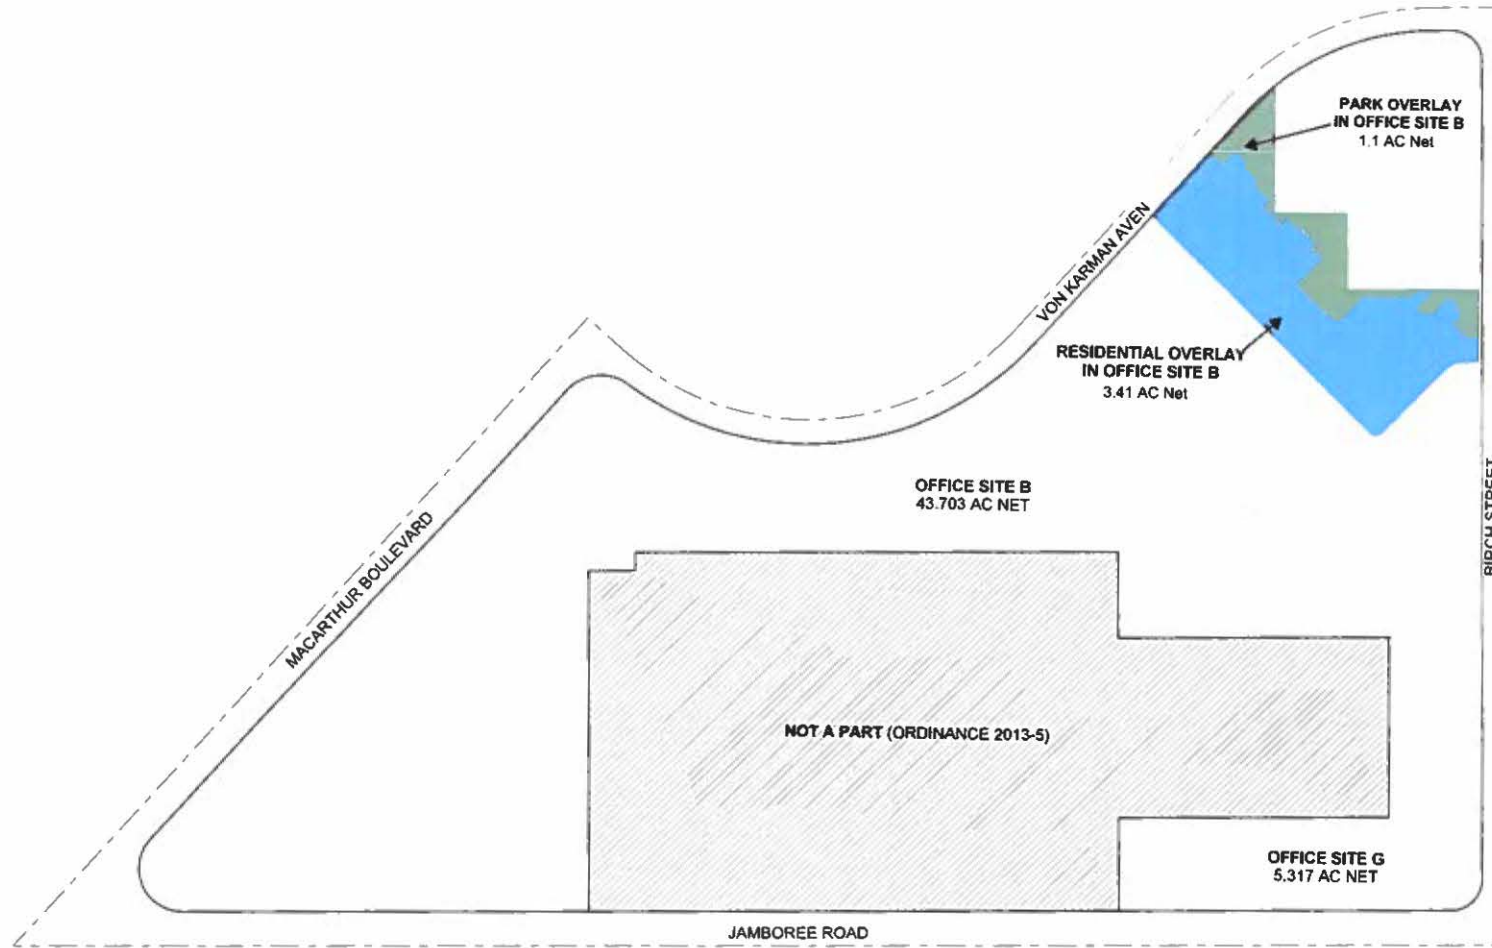 PARK OVERLAY
IN OFFICE SITE B
1.1 AC Net
VON KARMAN AVEN
RESIDENTIAL OVERLAY
IN OFFICE SITE B
3.41 AC Net
OFFICE SITE B
43.703 AC NET
BIRCH STREET
MACARTHUR BOULEVARD
NOT A PART (ORDINANCE 2013-5)
OFFICE SITE G
5.317 AC NET
JAMBOREE ROAD